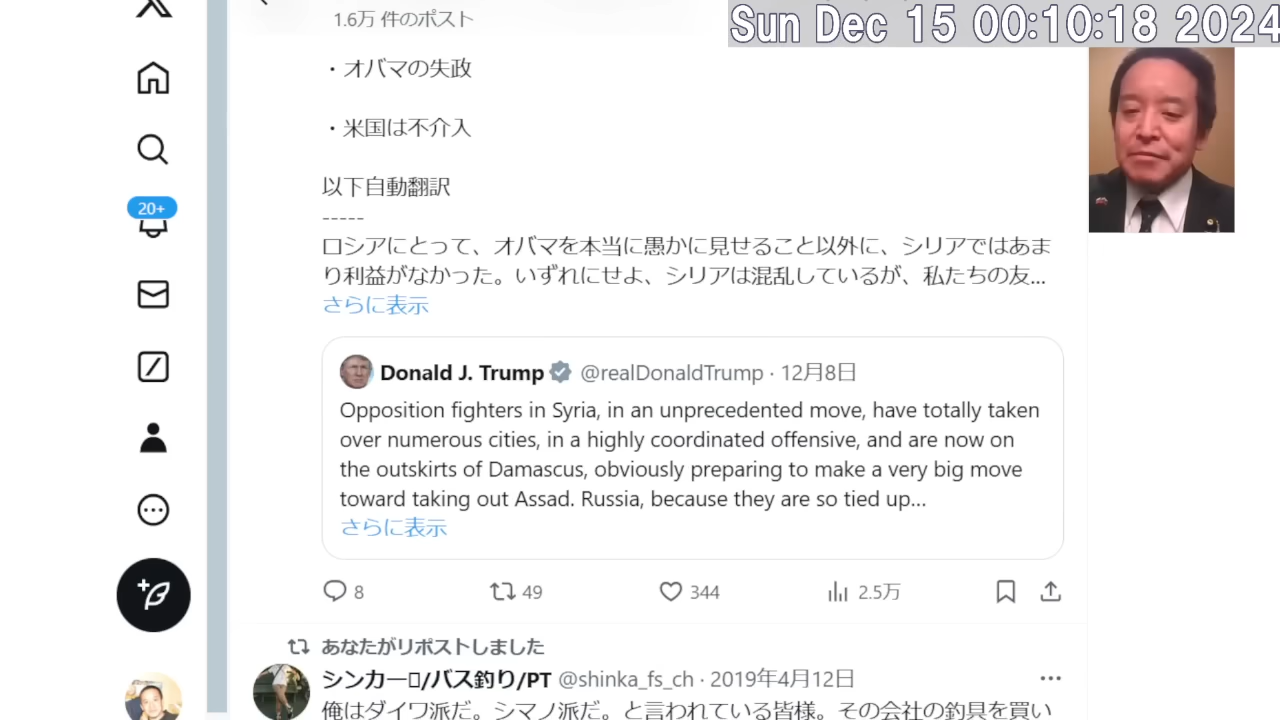 1.6万 件のポスト
Sun Dec 15 00:10:18 2024
・オバマの失政
・米国は不介入
以下自動翻訳
-----
ロシアにとって、オバマを本当に愚かに見せること以外に、シリアではあま
り利益がなかった。いずれにせよ、シリアは混乱しているが、私たちの友...
さらに表示
20+
Donald J. Trump @realDonaldTrump · 12月8日
Opposition fighters in Syria, in an unprecedented move, have totally taken
over numerous cities, in a highly coordinated offensive, and are now on
the outskirts of Damascus, obviously preparing to make a very big move
toward taking out Assad. Russia, because they are so tied up...
さらに表示
8 49 344 2.5万
あなたがリポストしました
シンカー▯/バス釣り/PT @shinka_fs_ch · 2019年4月12日
俺はダイワ派だ。シマノ派だ。と言われている皆様。その会社の釣具を買い